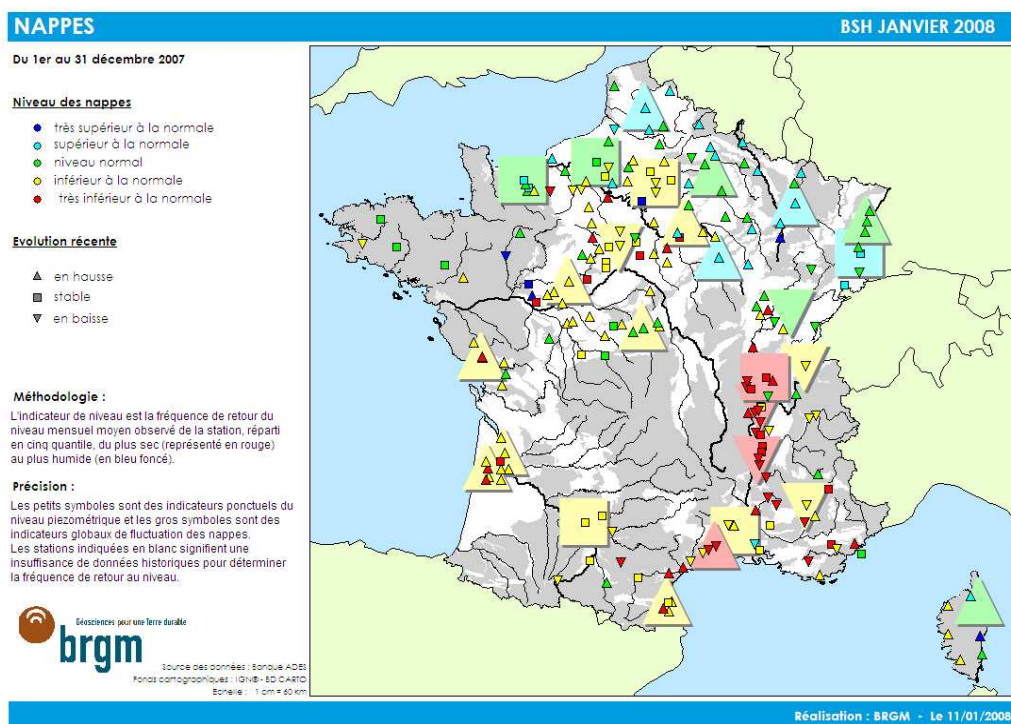 NAPPES
BSH JANVIER 2008
Du 1er au 31 décembre 2007
Niveau des nappes
très supérieur à la normale
supérieur à la normale
niveau normal
inférieur à la normale
très inférieur à la normale
Evolution récente
en hausse
stable
en baisse
Méthodologie :
L'indicateur de niveau est la fréquence de retour du
niveau mensuel moyen observé de la station, réparti
en cinq quantile, du plus sec (représenté en rouge)
au plus humide (en bleu foncé).
Précision :
Les petits symboles sont des indicateurs ponctuels du
niveau piezométrique et les gros symboles sont des
indicateurs globaux de fluctuation des nappes.
Les stations indiquées en blanc signifient une
insuffisance de données historiques pour déterminer
la fréquence de retour au niveau.
Géosciences pour une Terre durable
brgm
Source des données : Banque ADES
Fonds cartographiques : IGN® - BD CARTO
Echelle : 1 cm = 60 km
Réalisation : BRGM - Le 11/01/2008